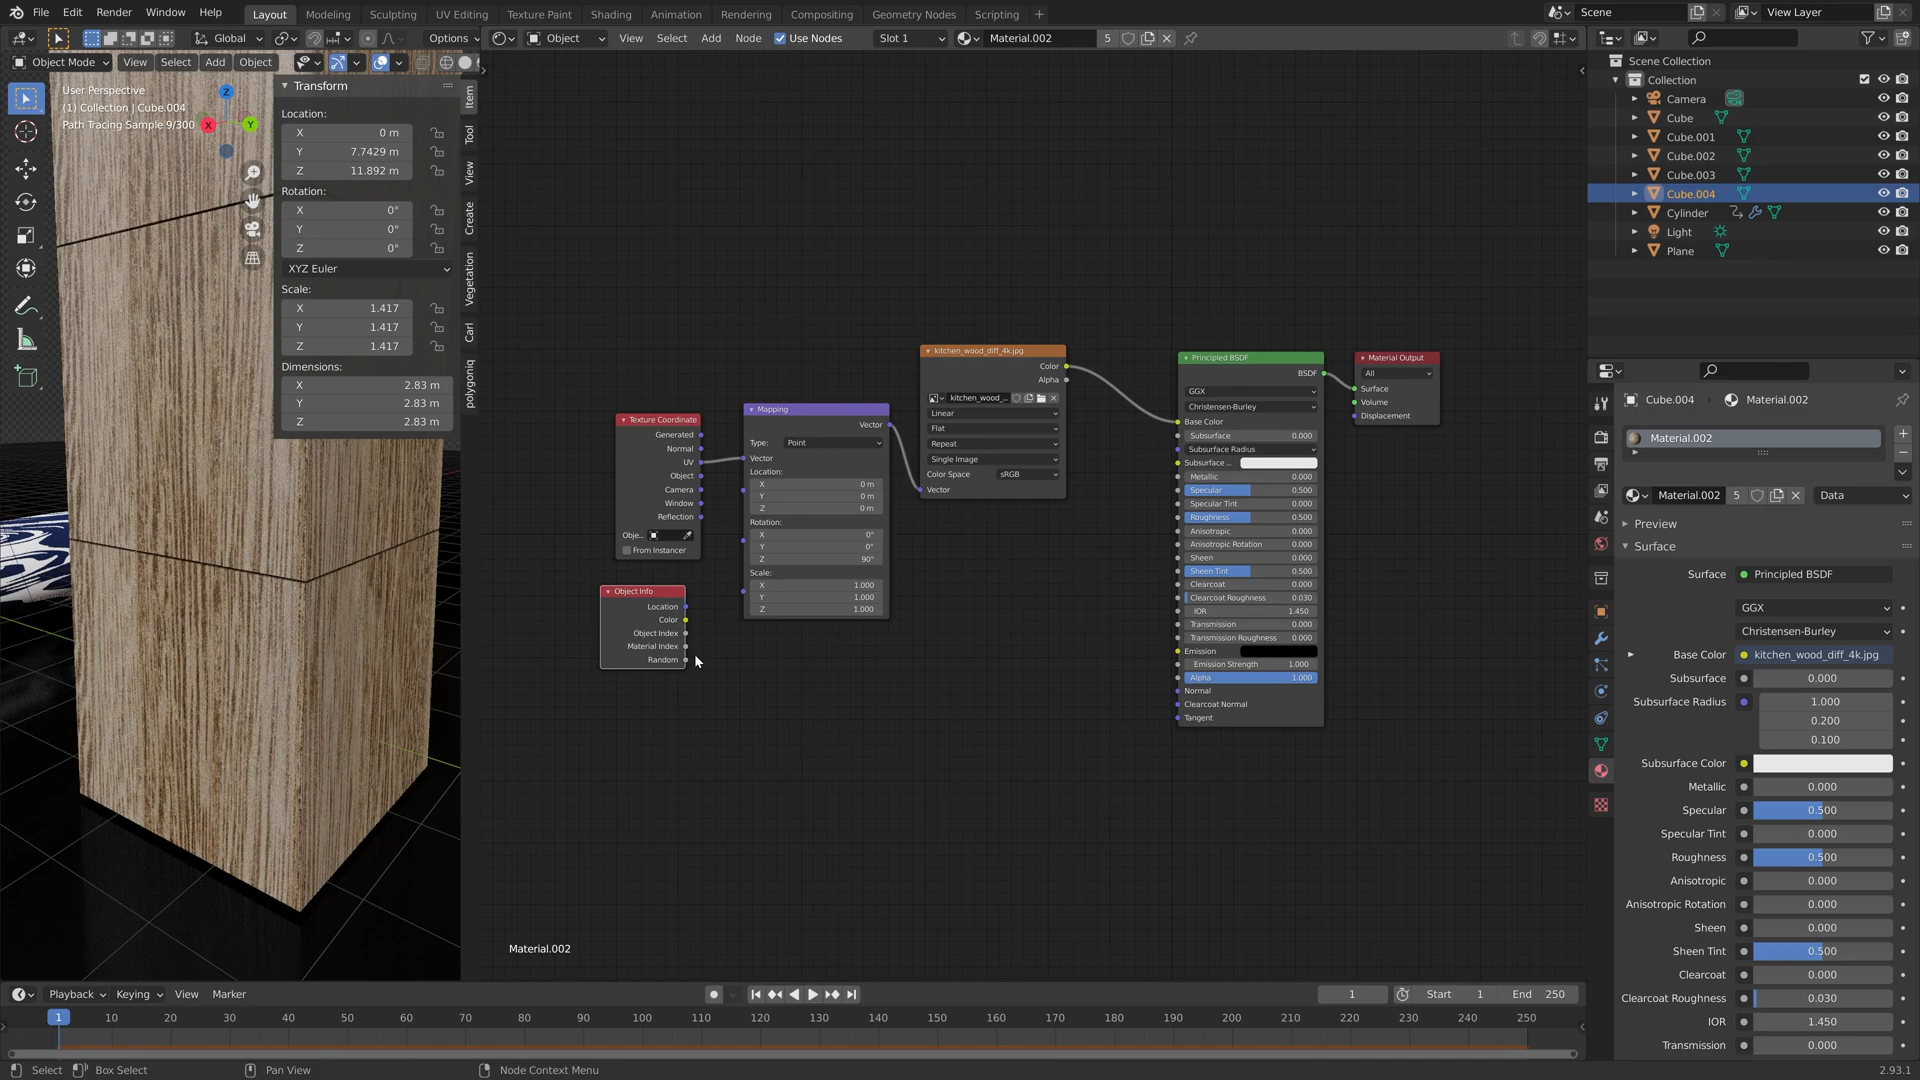 File Edit Render Window Help Layout Modeling Sculpting UV Editing Texture Paint Shading Animation Rendering Compositing Geometry Nodes Scripting + Scene View Layer
Global Options Object View Select Add Node Use Nodes Slot 1 Material.002 5
Object Mode View Select Add Object
User Perspective
(1) Collection | Cube.004
Path Tracing Sample 9/300
Z
X
Y
Transform
Location:
X 0 m
Y 7.7429 m
Z 11.892 m
Rotation:
X 0°
Y 0°
Z 0°
XYZ Euler
Scale:
X 1.417
Y 1.417
Z 1.417
Dimensions:
X 2.83 m
Y 2.83 m
Z 2.83 m
Item
Tool
View
Create
Vegetation
Carl
polygoniq
Texture Coordinate
Generated
Normal
UV
Object
Camera
Window
Reflection
Obje...
From Instancer
Object Info
Location
Color
Object Index
Material Index
Random
Mapping
Vector
Type: Point
Vector
Location:
X 0 m
Y 0 m
Z 0 m
Rotation:
X 0°
Y 0°
Z 90°
Scale:
X 1.000
Y 1.000
Z 1.000
kitchen_wood_diff_4k.jpg
Color
Alpha
kitchen_wood_...
Linear
Flat
Repeat
Single Image
Color Space sRGB
Vector
Principled BSDF
BSDF
GGX
Christensen-Burley
Base Color
Subsurface 0.000
Subsurface Radius
Subsurface ..
Metallic 0.000
Specular 0.500
Specular Tint 0.000
Roughness 0.500
Anisotropic 0.000
Anisotropic Rotation 0.000
Sheen 0.000
Sheen Tint 0.500
Clearcoat 0.000
Clearcoat Roughness 0.030
IOR 1.450
Transmission 0.000
Transmission Roughness 0.000
Emission
Emission Strength 1.000
Alpha 1.000
Normal
Clearcoat Normal
Tangent
Material Output
All
Surface
Volume
Displacement
Material.002
Scene Collection
Collection
Camera
Cube
Cube.001
Cube.002
Cube.003
Cube.004
Cylinder
Light
Plane
Cube.004 Material.002
Material.002
Material.002 5 Data
Preview
Surface
Surface Principled BSDF
GGX
Christensen-Burley
Base Color kitchen_wood_diff_4k.jpg
Subsurface 0.000
Subsurface Radius 1.000
0.200
0.100
Subsurface Color
Metallic 0.000
Specular 0.500
Specular Tint 0.000
Roughness 0.500
Anisotropic 0.000
Anisotropic Rotation 0.000
Sheen 0.000
Sheen Tint 0.500
Clearcoat 0.000
Clearcoat Roughness 0.030
IOR 1.450
Transmission 0.000
Playback Keying View Marker 1 Start 1 End 250
1 10 20 30 40 50 60 70 80 90 100 110 120 130 140 150 160 170 180 190 200 210 220 230 240 250
Select Box Select Pan View Node Context Menu 2.93.1